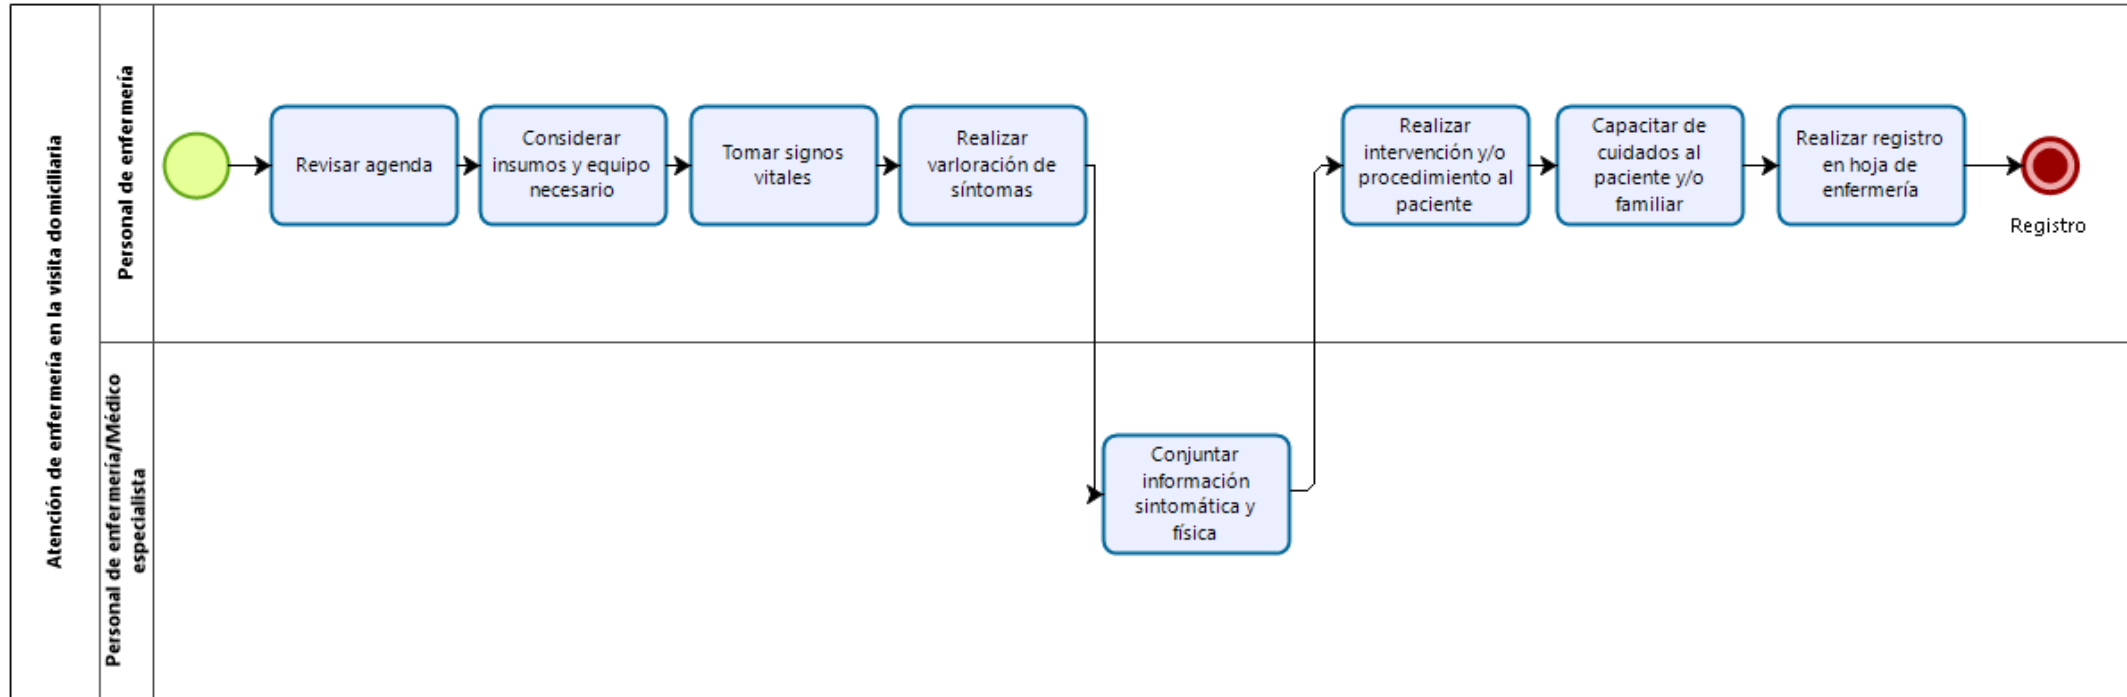 Atención de enfermería en la visita domiciliaria
Personal de enfermería
Revisar agenda
Considerar
insumos y equipo
necesario
Tomar signos
vitales
Realizar
varloración de
síntomas
Realizar
intervención y/o
procedimiento al
paciente
Capacitar de
cuidados al
paciente y/o
familiar
Realizar registro
en hoja de
enfermería
Registro
Personal de enfermería/Médico
especialista
Conjuntar
información
sintomática y
física